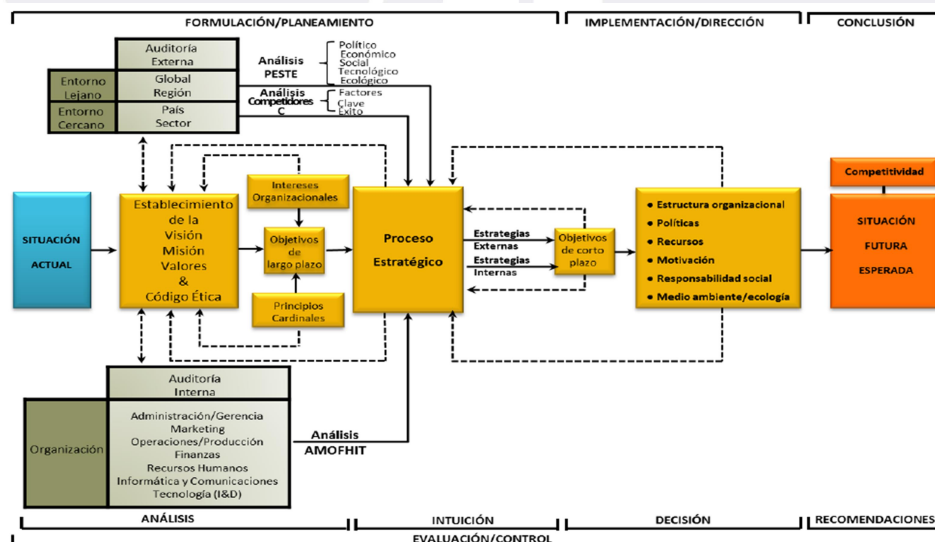 FORMULACIÓN/PLANEAMIENTO
IMPLEMENTACIÓN/DIRECCIÓN
CONCLUSIÓN
Auditoría
Externa
Entorno
Lejano
Global
Región
Entorno
Cercano
País
Sector
Análisis
PESTE
Político
Económico
Social
Tecnológico
Ecológico
Análisis
Competidores
C
Factores
Clave
Exito
SITUACIÓN
ACTUAL
Establecimiento
de la
Visión
Misión
Valores
&
Código Ética
Intereses
Organizacionales
Objetivos
de
largo plazo
Principios
Cardinales
Proceso
Estratégico
Estrategias
Externas
Estrategias
Internas
Objetivos
de corto
plazo
• Estructura organizacional
• Políticas
• Recursos
• Motivación
• Responsabilidad social
• Medio ambiente/ecología
Competitividad
SITUACIÓN
FUTURA
ESPERADA
Auditoría
Interna
Organización
Administración/Gerencia
Marketing
Operaciones/Producción
Finanzas
Recursos Humanos
Informática y Comunicaciones
Tecnología (I&D)
Análisis
AMOFHIT
ANÁLISIS
INTUICIÓN
DECISIÓN
RECOMENDACIONES
EVALUACIÓN/CONTROL